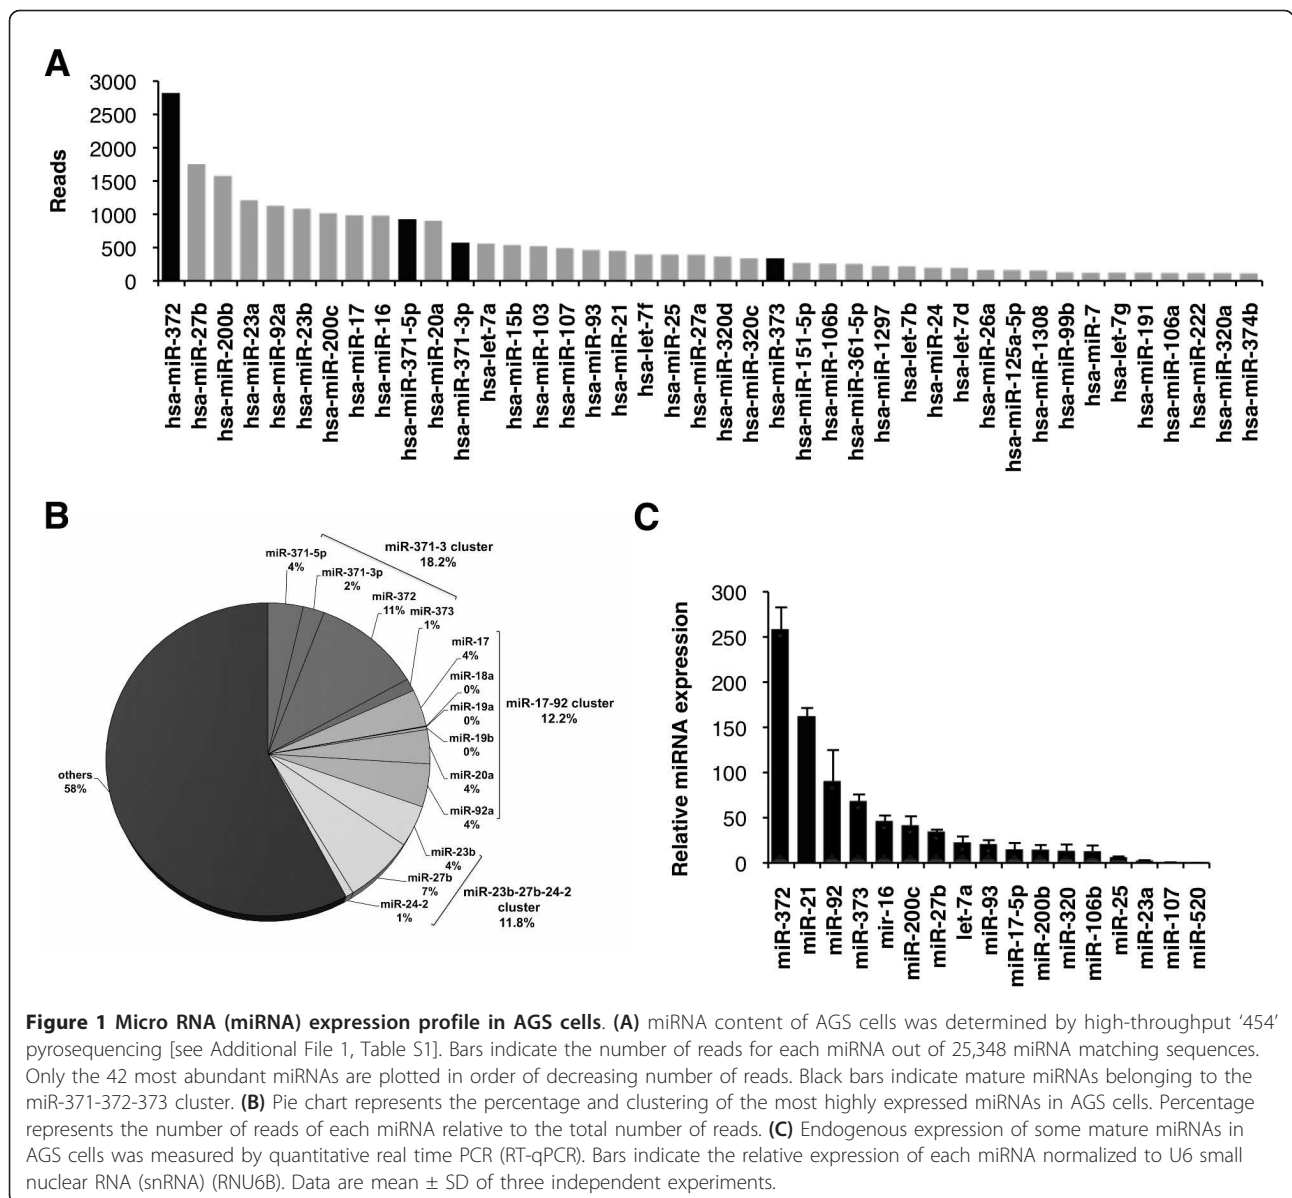 A
3000
2500
2000
1500
1000
500
0
Reads
hsa-miR-372
hsa-miR-27b
hsa-miR-200b
hsa-miR-23a
hsa-miR-92a
hsa-miR-23b
hsa-miR-200c
hsa-miR-17
hsa-miR-16
hsa-miR-371-5p
hsa-miR-20a
hsa-miR-371-3p
hsa-let-7a
hsa-miR-15b
hsa-miR-103
hsa-miR-107
hsa-miR-93
hsa-miR-21
hsa-let-7f
hsa-miR-25
hsa-miR-27a
hsa-miR-320d
hsa-miR-320c
hsa-miR-373
hsa-miR-151-5p
hsa-miR-106b
hsa-miR-361-5p
hsa-miR-1297
hsa-let-7b
hsa-miR-24
hsa-let-7d
hsa-miR-26a
hsa-miR-125a-5p
hsa-miR-1308
hsa-miR-99b
hsa-miR-7
hsa-let-7g
hsa-miR-191
hsa-miR-106a
hsa-miR-222
hsa-miR-320a
hsa-miR-374b
B
miR-371-3 cluster
18.2%
miR-371-5p
4%
miR-371-3p
2%
miR-372
11%
miR-373
1%
miR-17
4%
miR-18a
0%
miR-19a
0%
miR-19b
0%
miR-20a
4%
miR-92a
4%
miR-17-92 cluster
12.2%
miR-23b
4%
miR-27b
7%
miR-24-2
1%
miR-23b-27b-24-2
cluster
11.8%
others
58%
C
300
250
200
150
100
50
0
Relative miRNA expression
miR-372
miR-21
miR-92
miR-373
mir-16
miR-200c
miR-27b
let-7a
miR-93
miR-17-5p
miR-200b
miR-320
miR-106b
miR-25
miR-23a
miR-107
miR-520
Figure 1 Micro RNA (miRNA) expression profile in AGS cells. (A) miRNA content of AGS cells was determined by high-throughput ‘454’
pyrosequencing [see Additional File 1, Table S1]. Bars indicate the number of reads for each miRNA out of 25,348 miRNA matching sequences.
Only the 42 most abundant miRNAs are plotted in order of decreasing number of reads. Black bars indicate mature miRNAs belonging to the
miR-371-372-373 cluster. (B) Pie chart represents the percentage and clustering of the most highly expressed miRNAs in AGS cells. Percentage
represents the number of reads of each miRNA relative to the total number of reads. (C) Endogenous expression of some mature miRNAs in
AGS cells was measured by quantitative real time PCR (RT-qPCR). Bars indicate the relative expression of each miRNA normalized to U6 small
nuclear RNA (snRNA) (RNU6B). Data are mean ± SD of three independent experiments.